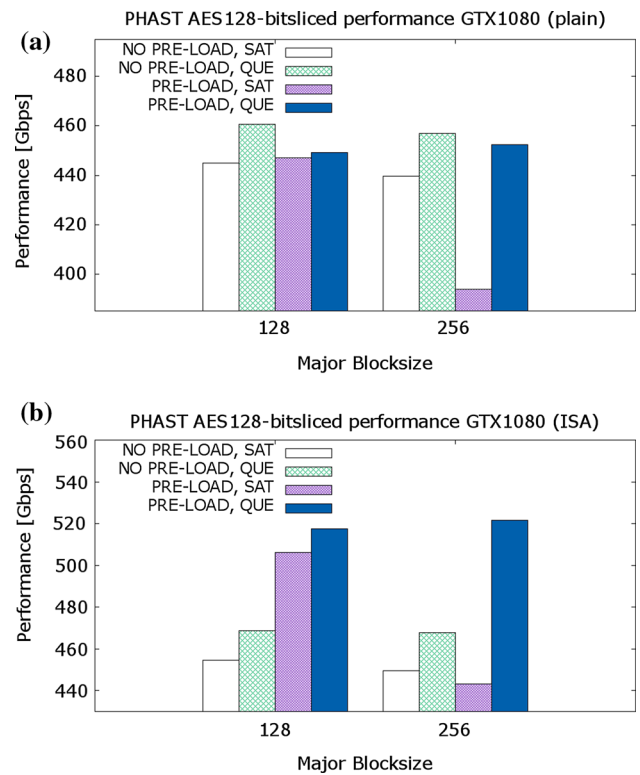 (a)
PHAST AES128-bitsliced performance GTX1080 (plain)
NO PRE-LOAD, SAT
NO PRE-LOAD, QUE
PRE-LOAD, SAT
PRE-LOAD, QUE
480
460
440
420
400
Performance [Gbps]
128 256
Major Blocksize
(b)
PHAST AES128-bitsliced performance GTX1080 (ISA)
NO PRE-LOAD, SAT
NO PRE-LOAD, QUE
PRE-LOAD, SAT
PRE-LOAD, QUE
560
540
520
500
480
460
440
Performance [Gbps]
128 256
Major Blocksize